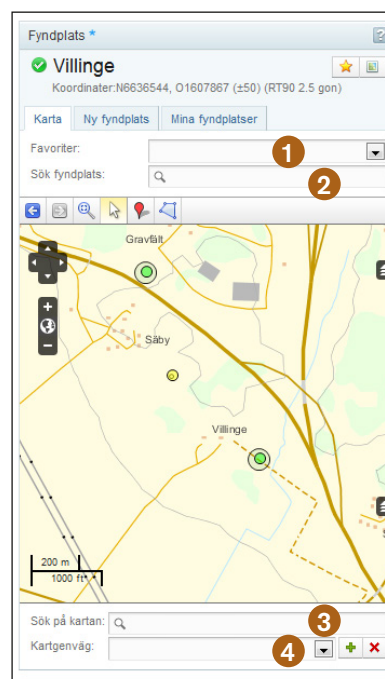 Fyndplats *
Villinge
Koordinater:N6636544, O1607867 (±50) (RT90 2.5 gon)
Karta Ny fyndplats Mina fyndplatser
Favoriter: 1
Sök fyndplats: 2
Gravfält
Säby
Villinge
200 m
1000 ft
Sök på kartan: 3
Kartgenväg: 4